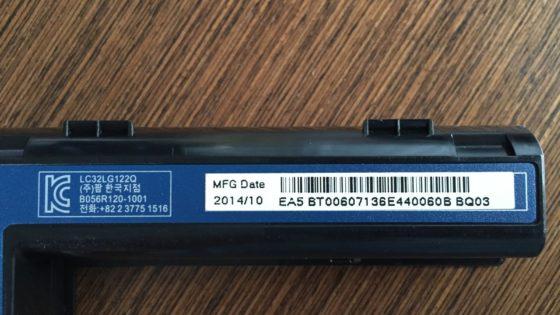 LC32LG122Q
(주)팝 한국지점
B056R120-1001
전화:+82 2 3775 1516
MFG Date
2014/10
EA5 BT00607136E440060B BQ03